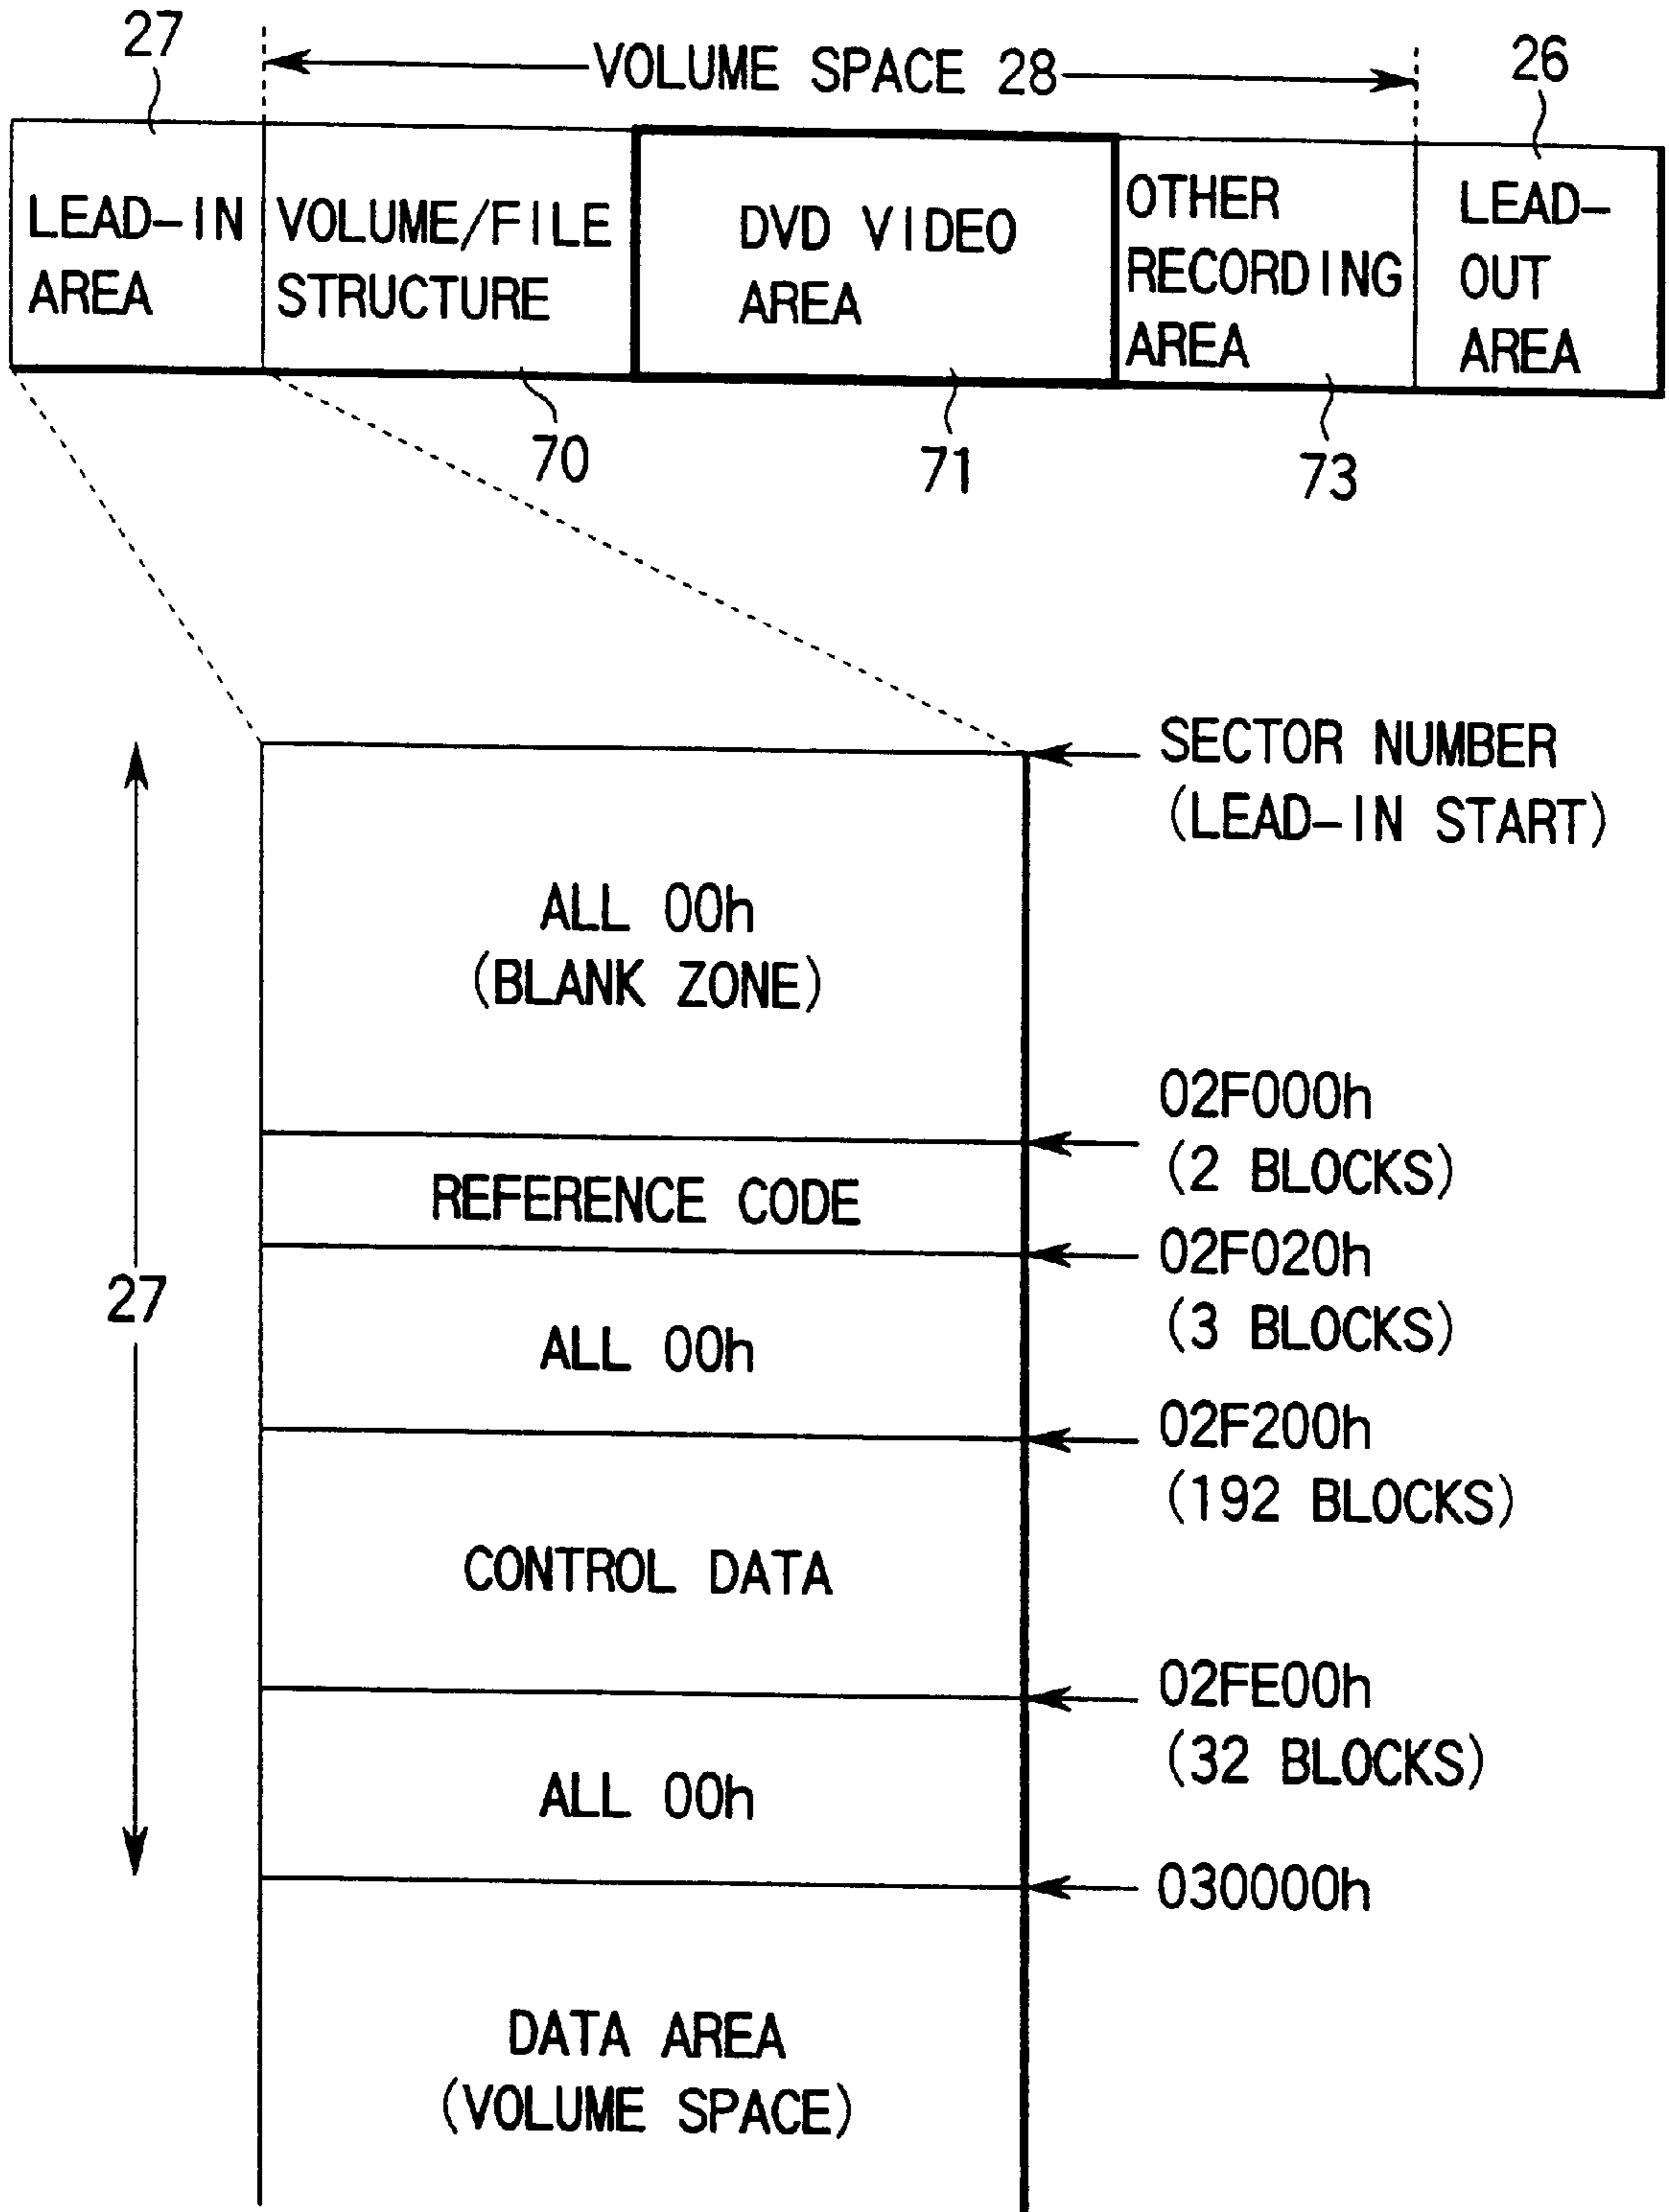 27
VOLUME SPACE 28
26
LEAD-IN
AREA
VOLUME/FILE
STRUCTURE
DVD VIDEO
AREA
OTHER
RECORDING
AREA
LEAD-
OUT
AREA
70
71
73
SECTOR NUMBER
(LEAD-IN START)
ALL 00h
(BLANK ZONE)
02F000h
(2 BLOCKS)
REFERENCE CODE
02F020h
(3 BLOCKS)
27
ALL 00h
02F200h
(192 BLOCKS)
CONTROL DATA
02FE00h
(32 BLOCKS)
ALL 00h
030000h
DATA AREA
(VOLUME SPACE)